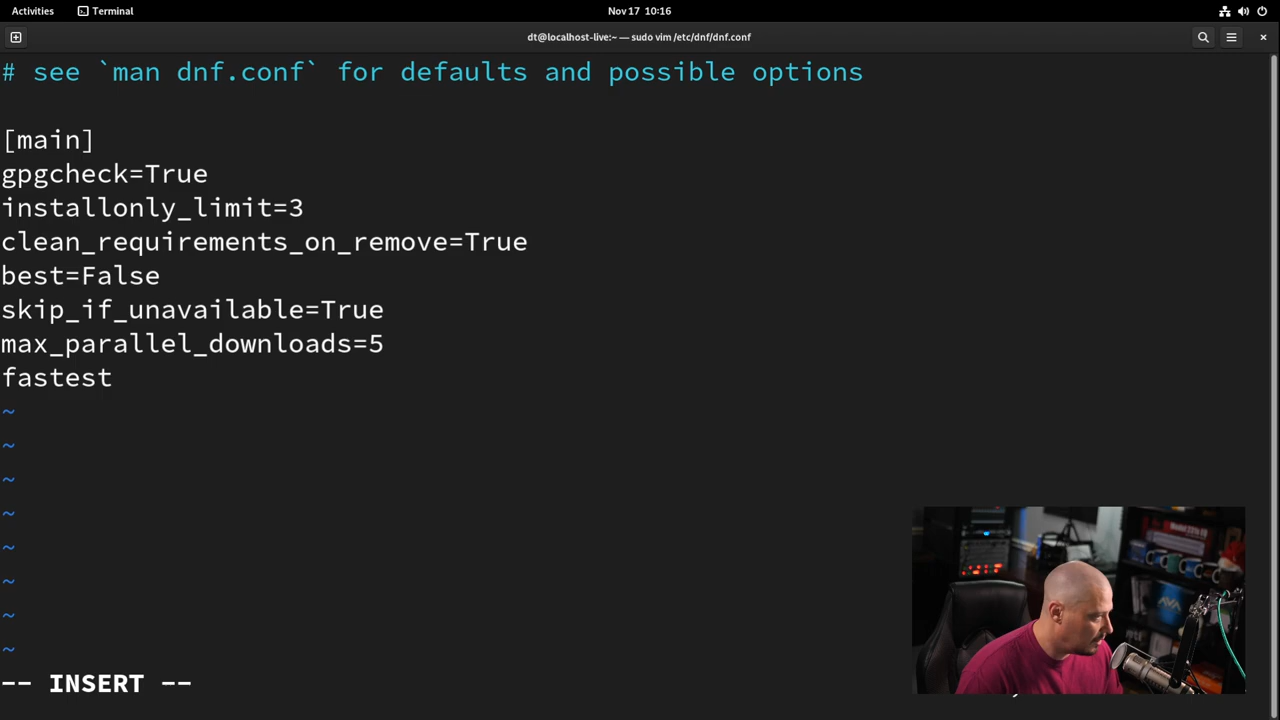 Activities
Terminal
Nov 17 10:16
dt@localhost-live:~ — sudo vim /etc/dnf/dnf.conf
# see `man dnf.conf` for defaults and possible options
[main]
gpgcheck=True
installonly_limit=3
clean_requirements_on_remove=True
best=False
skip_if_unavailable=True
max_parallel_downloads=5
fastest
~
~
~
~
~
~
~
~
-- INSERT --